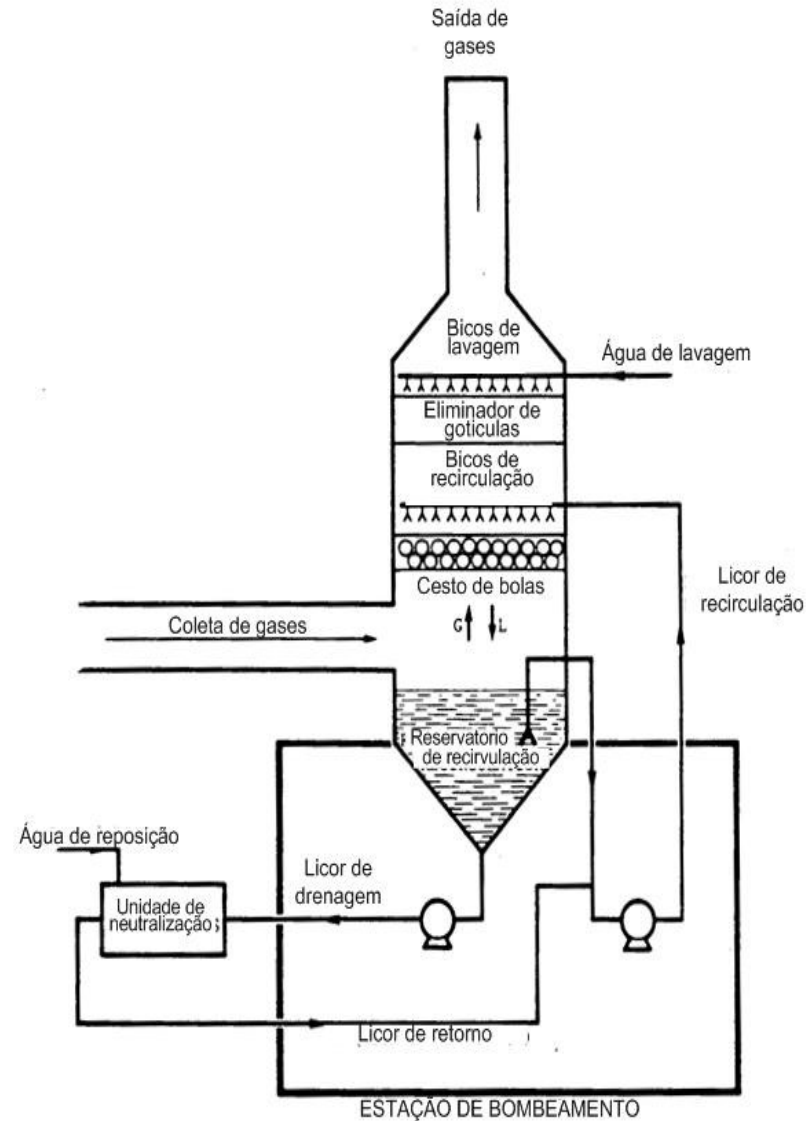 Saída de
gases
Bicos de
lavagem
Água de lavagem
Eliminador de
goticulas
Bicos de
recirculação
Cesto de bolas
Licor de
recirculação
Coleta de gases
G L
Reservatorio
de recirvulação
Água de reposição
Licor de
drenagem
Unidade de
neutralização
Licor de retorno
ESTAÇÃO DE BOMBEAMENTO